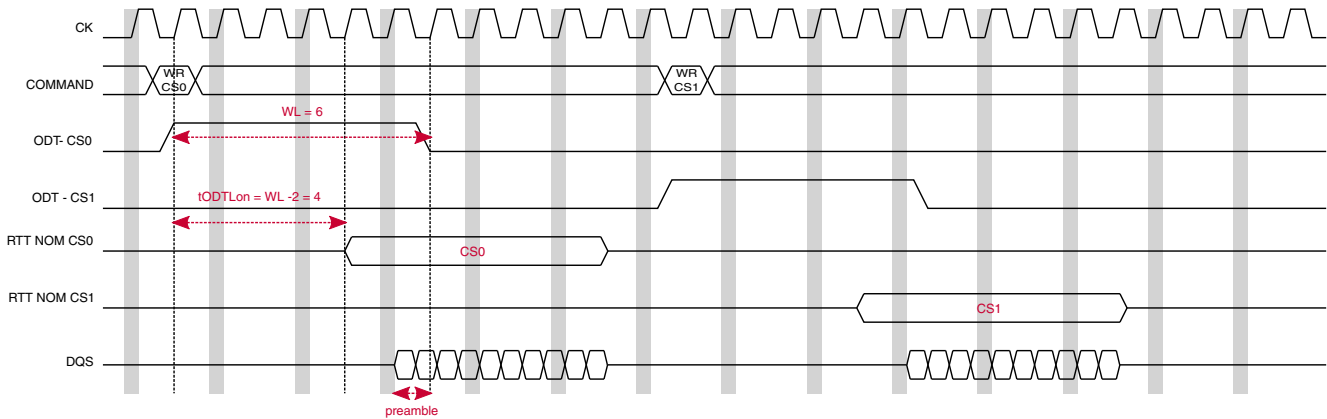 CK
COMMAND
WR
CS0
WR
CS1
WL = 6
ODT- CS0
ODT - CS1
tODTLon = WL -2 = 4
RTT NOM CS0
CS0
RTT NOM CS1
CS1
DQS
preamble